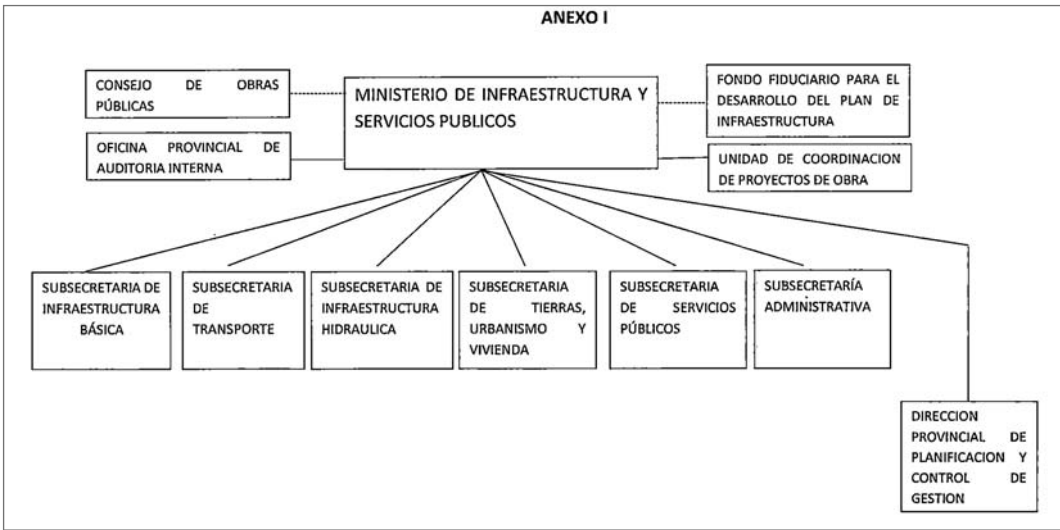 ANEXO I
CONSEJO DE OBRAS
PÚBLICAS
OFICINA PROVINCIAL DE
AUDITORIA INTERNA
MINISTERIO DE INFRAESTRUCTURA Y
SERVICIOS PUBLICOS
FONDO FIDUCIARIO PARA EL
DESARROLLO DEL PLAN DE
INFRAESTRUCTURA
UNIDAD DE COORDINACION
DE PROYECTOS DE OBRA
SUBSECRETARIA DE
INFRAESTRUCTURA
BÁSICA
SUBSECRETARIA
DE
TRANSPORTE
SUBSECRETARIA DE
INFRAESTRUCTURA
HIDRAULICA
SUBSECRETARIA
DE TIERRAS,
URBANISMO Y
VIVIENDA
SUBSECRETARIA
DE SERVICIOS
PÚBLICOS
SUBSECRETARÍA
ADMINISTRATIVA
DIRECCION
PROVINCIAL DE
PLANIFICACION Y
CONTROL DE
GESTION